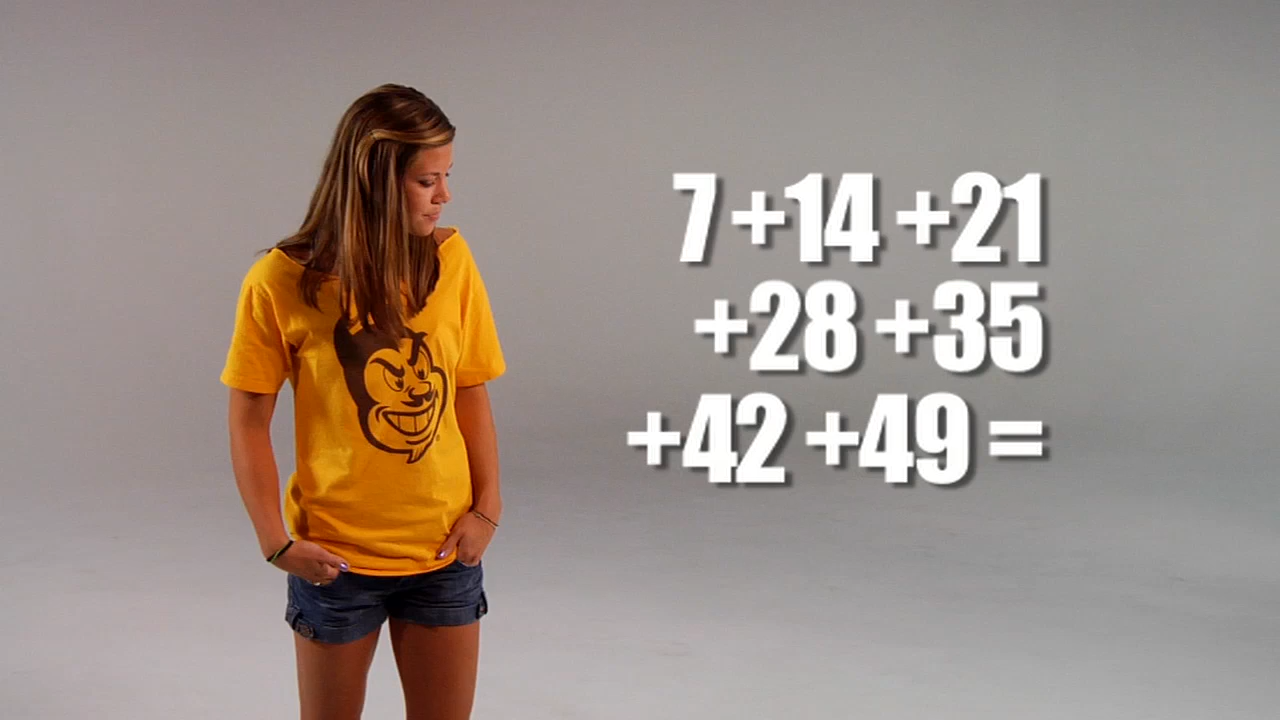 7 +14 +21
+28 +35
+42 +49 =